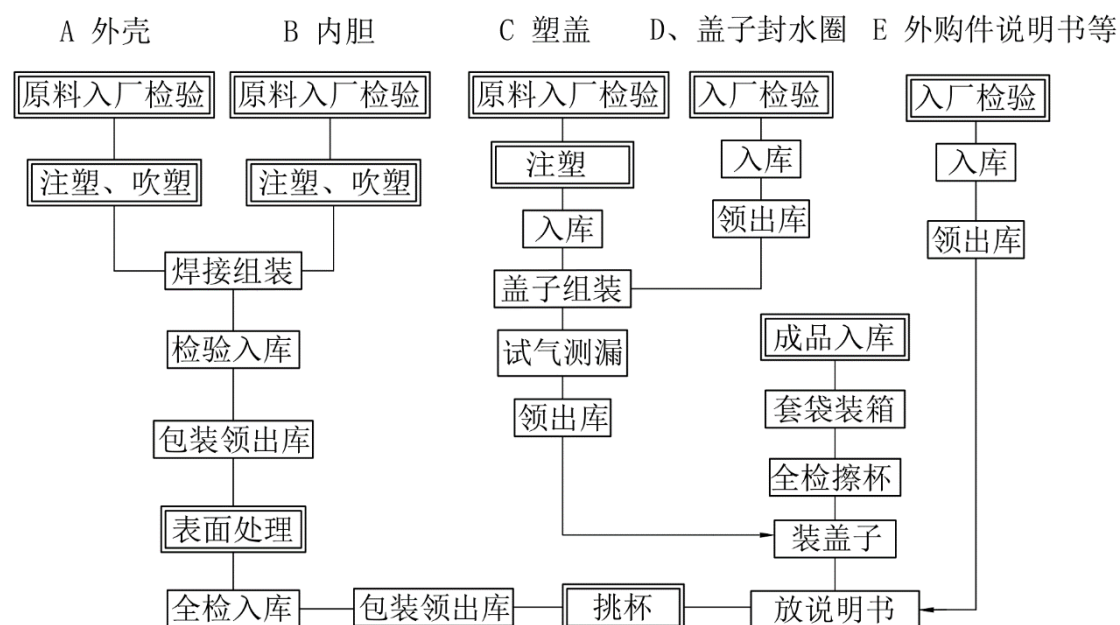 A 外壳
B 内胆
C 塑盖
D、盖子封水圈
E 外购件说明书等
原料入厂检验
原料入厂检验
原料入厂检验
入厂检验
入厂检验
注塑、吹塑
注塑、吹塑
注塑
入库
入库
入库
领出库
领出库
焊接组装
盖子组装
检验入库
试气测漏
成品入库
包装领出库
领出库
套袋装箱
全检擦杯
表面处理
装盖子
全检入库
包装领出库
挑杯
放说明书